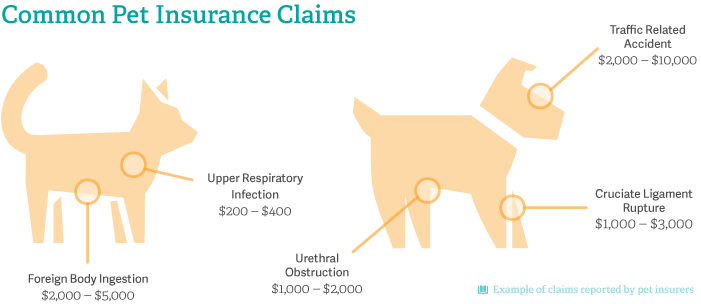 Common Pet Insurance Claims
Traffic Related
Accident
$2,000 – $10,000
Upper Respiratory
Infection
$200 – $400
Cruciate Ligament
Rupture
$1,000 – $3,000
Urethral
Obstruction
$1,000 – $2,000
Foreign Body Ingestion
$2,000 – $5,000
Example of claims reported by pet insurers